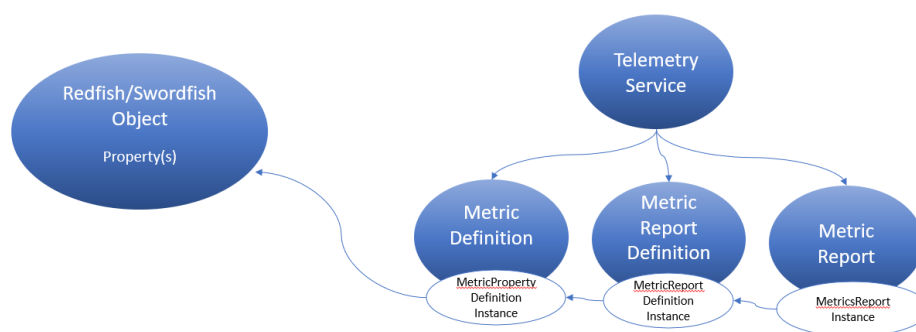 Redfish/Swordfish
Object
Property(s)
Telemetry
Service
Metric
Definition
MetricProperty
Definition
Instance
Metric
Report
Definition
MetricReport
Definition
Instance
Metric
Report
MetricsReport
Instance